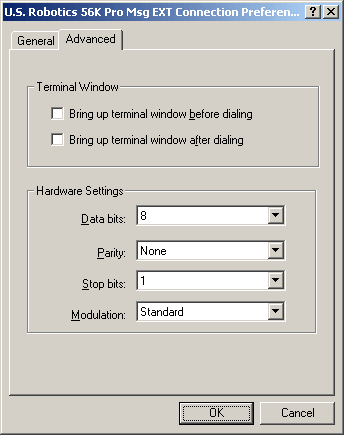 U.S. Robotics 56K Pro Msg EXT Connection Preferen...
General
Advanced
Terminal Window
Bring up terminal window before dialing
Bring up terminal window after dialing
Hardware Settings
Data bits: 8
Parity: None
Stop bits: 1
Modulation: Standard
OK
Cancel